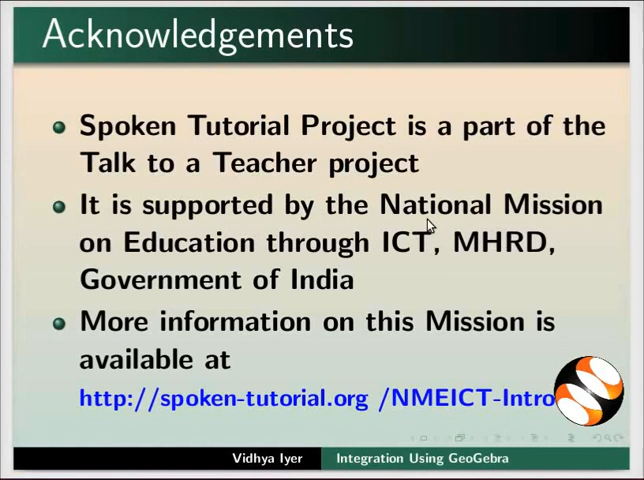 Acknowledgements
Spoken Tutorial Project is a part of the
Talk to a Teacher project
It is supported by the National Mission
on Education through ICT, MHRD,
Government of India
More information on this Mission is
available at
http://spoken-tutorial.org /NMEICT-Intro
Vidhya Iyer Integration Using GeoGebra